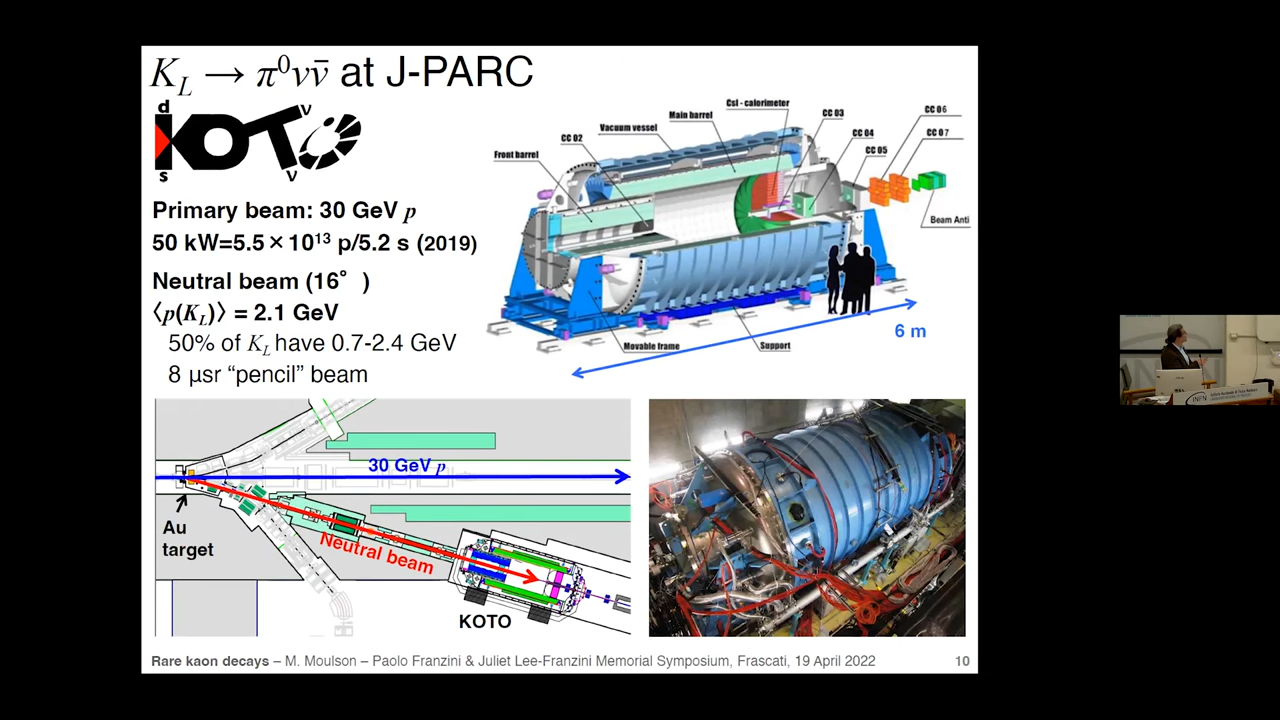 K_L → π⁰νν̄ at J-PARC
d
KOTO
ν
s
ν
Primary beam: 30 GeV p
50 kW=5.5×10¹³ p/5.2 s (2019)
Neutral beam (16°)
⟨p(K_L)⟩ = 2.1 GeV
50% of K_L have 0.7-2.4 GeV
8 μsr “pencil” beam
Front barrel
CC 02
Vacuum vessel
Main barrel
CsI - calorimeter
CC 03
CC 04
CC 05
CC 06
CC 07
Beam Anti
Movable frame
Support
6 m
30 GeV p
Au
target
Neutral beam
KOTO
Rare kaon decays – M. Moulson – Paolo Franzini & Juliet Lee-Franzini Memorial Symposium, Frascati, 19 April 2022
10
INFN